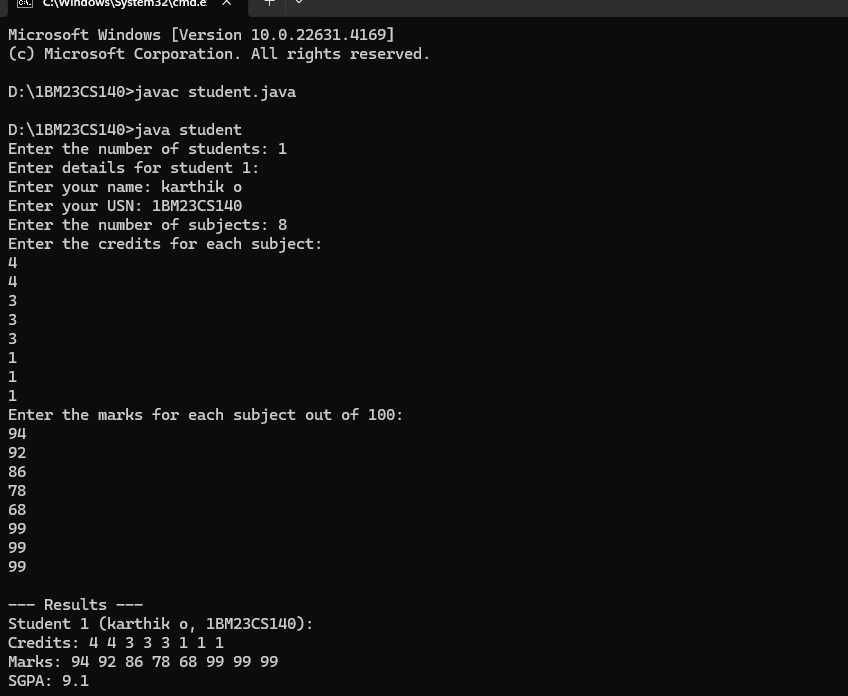 C:\Windows\System32\cmd.e
Microsoft Windows [Version 10.0.22631.4169]
(c) Microsoft Corporation. All rights reserved.
D:\1BM23CS140>javac student.java
D:\1BM23CS140>java student
Enter the number of students: 1
Enter details for student 1:
Enter your name: karthik o
Enter your USN: 1BM23CS140
Enter the number of subjects: 8
Enter the credits for each subject:
4
4
3
3
3
1
1
1
Enter the marks for each subject out of 100:
94
92
86
78
68
99
99
99
--- Results ---
Student 1 (karthik o, 1BM23CS140):
Credits: 4 4 3 3 3 1 1 1
Marks: 94 92 86 78 68 99 99 99
SGPA: 9.1